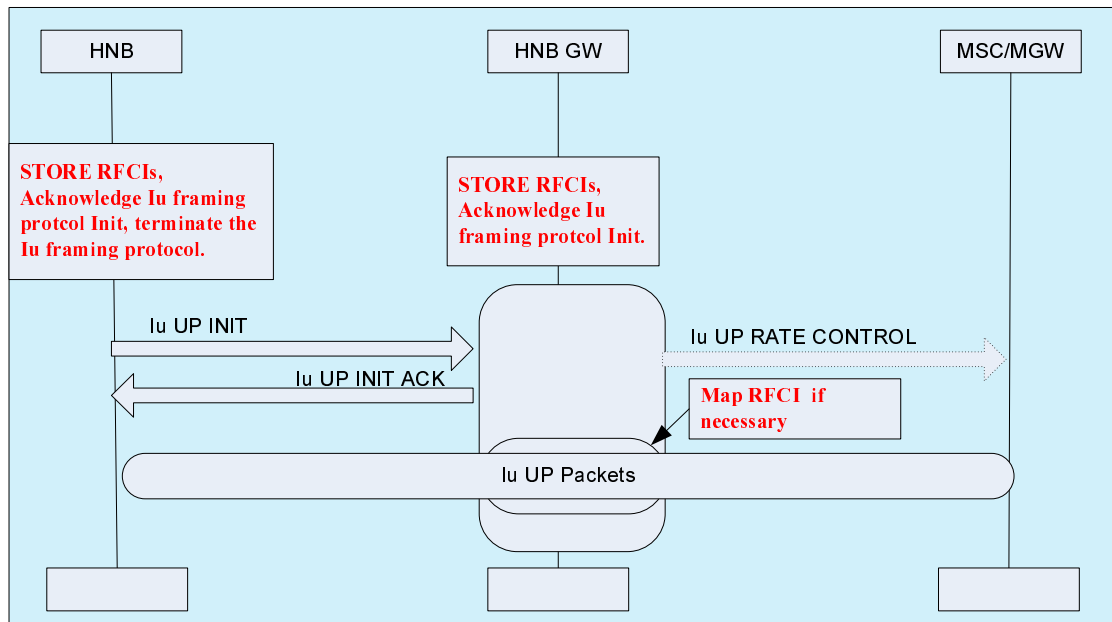 HNB
HNB GW
MSC/MGW
STORE RFCIs,
Acknowledge Iu framing
protcol Init, terminate the
Iu framing protocol.
STORE RFCIs,
Acknowledge Iu
framing protcol Init.
Iu UP INIT
Iu UP RATE CONTROL
Iu UP INIT ACK
Map RFCI if
necessary
Iu UP Packets